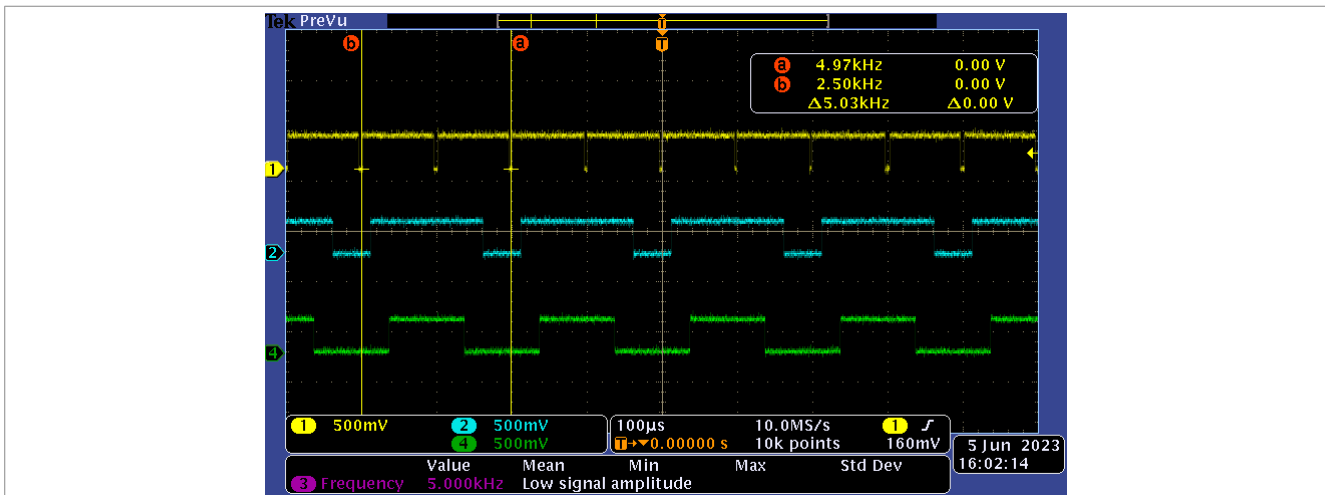 Tek PreVu
T
b
a
T
a 4.97kHz 0.00 V
b 2.50kHz 0.00 V
Δ5.03kHz Δ0.00 V
1
2
4
1 500mV 2 500mV
4 500mV
100µs 10.0MS/s 1
T→▼0.00000 s 10k points 160mV
5 Jun 2023
16:02:14
Value Mean Min Max Std Dev
3 Frequency 5.000kHz Low signal amplitude